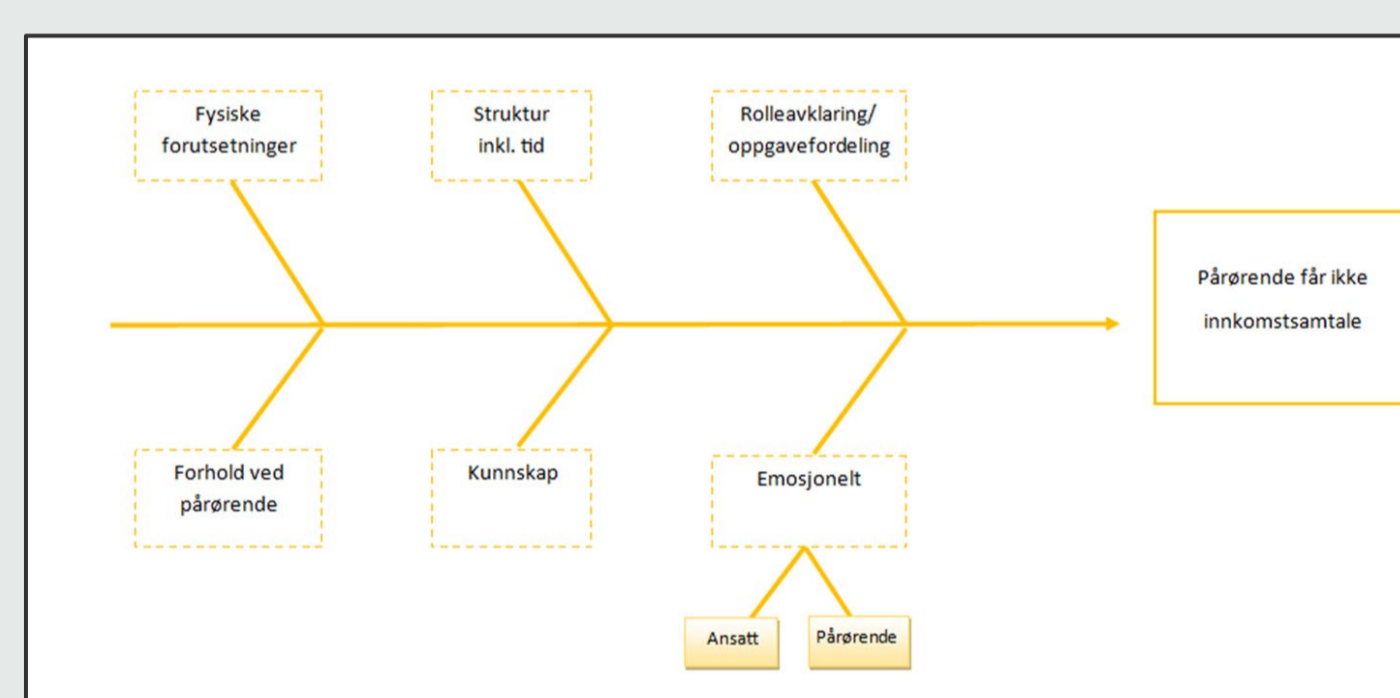 Fysiske
forutsetninger
Struktur
inkl. tid
Rolleavklaring/
oppgavefordeling
Pårørende får ikke
innkomstsamtale
Forhold ved
pårørende
Kunnskap
Emosjonelt
Ansatt
Pårørende